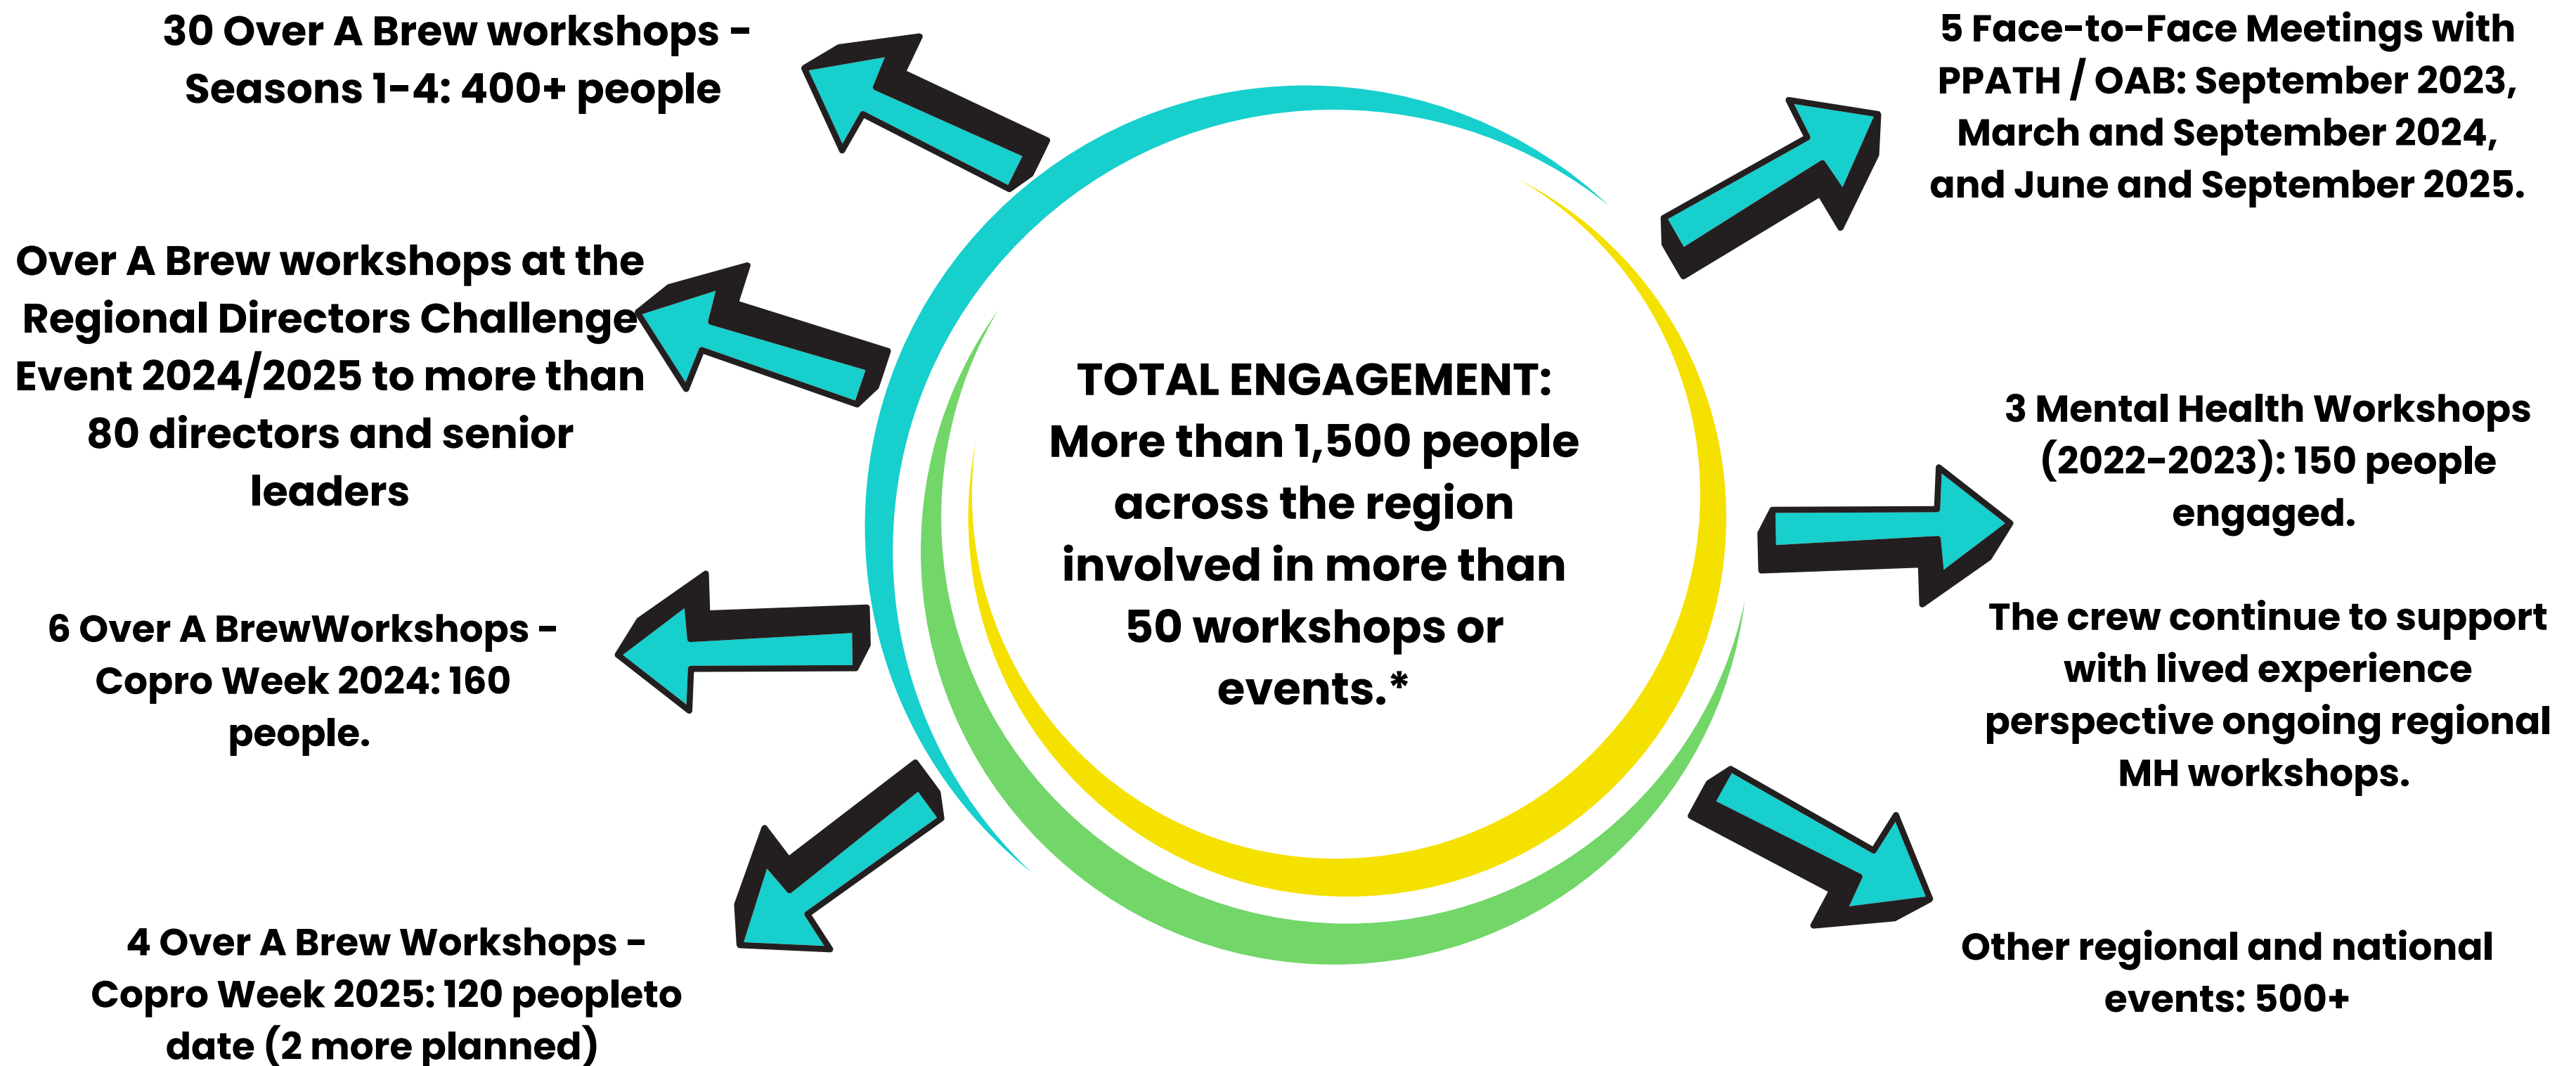 30 Over A Brew workshops -
Seasons 1-4: 400+ people
Over A Brew workshops at the
Regional Directors Challenge
Event 2024/2025 to more than
80 directors and senior
leaders
6 Over A BrewWorkshops -
Copro Week 2024: 160
people.
4 Over A Brew Workshops -
Copro Week 2025: 120 peopleto
date (2 more planned)
TOTAL ENGAGEMENT:
More than 1,500 people
across the region
involved in more than
50 workshops or
events.*
5 Face-to-Face Meetings with
PPATH / OAB: September 2023,
March and September 2024,
and June and September 2025.
3 Mental Health Workshops
(2022-2023): 150 people
engaged.
The crew continue to support
with lived experience
perspective ongoing regional
MH workshops.
Other regional and national
events: 500+